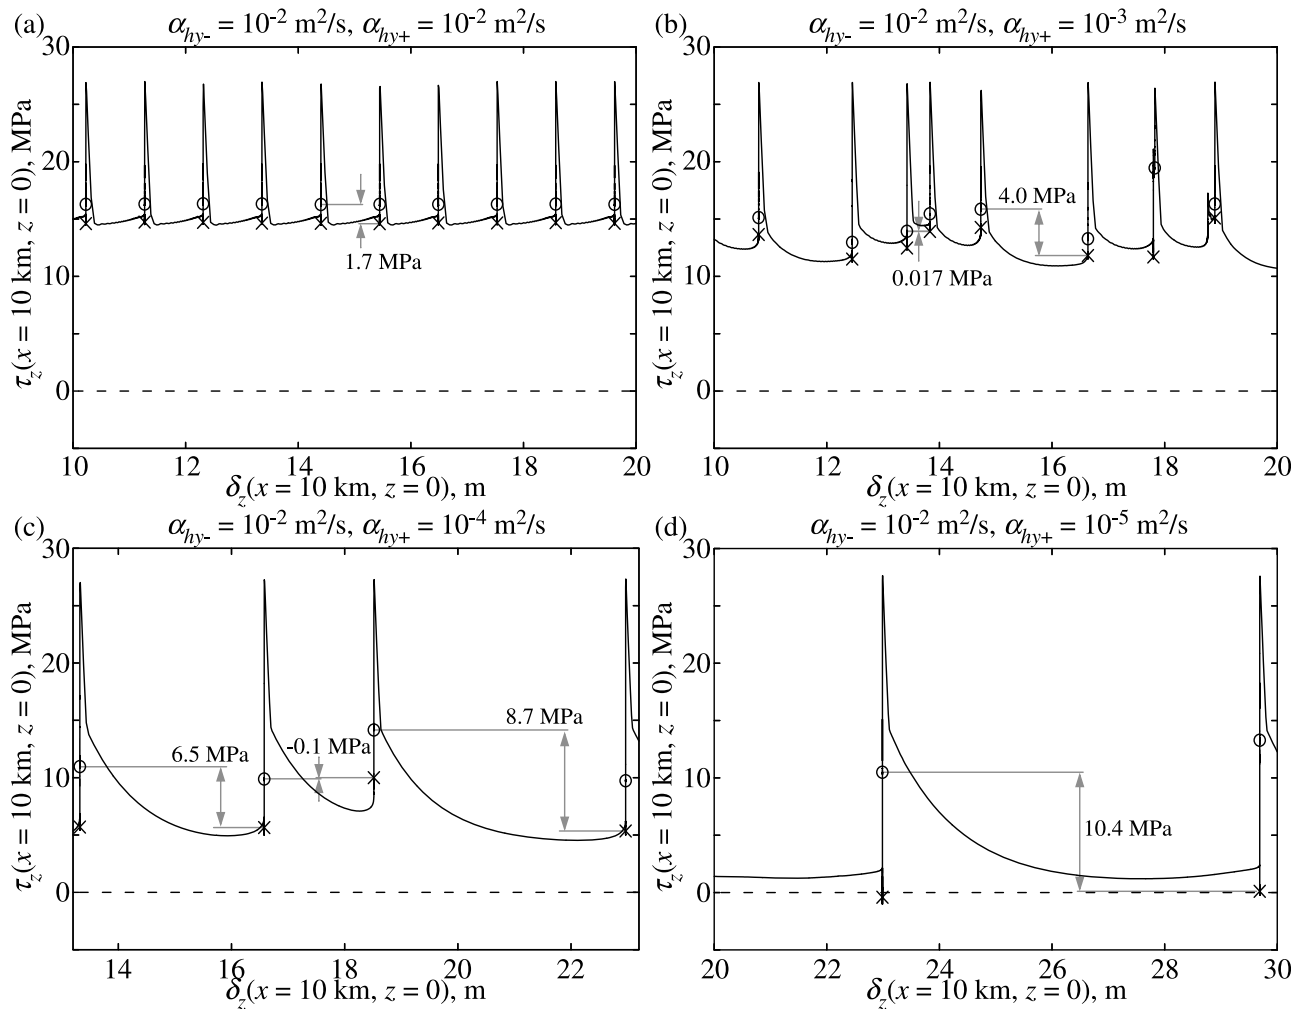 (a) α_hy- = 10^-2 m^2/s, α_hy+ = 10^-2 m^2/s
30
20
10
0
τ_z(x = 10 km, z = 0), MPa
1.7 MPa
10 12 14 16 18 20
δ_z(x = 10 km, z = 0), m
(b) α_hy- = 10^-2 m^2/s, α_hy+ = 10^-3 m^2/s
30
20
10
0
τ_z(x = 10 km, z = 0), MPa
4.0 MPa
0.017 MPa
10 12 14 16 18 20
δ_z(x = 10 km, z = 0), m
(c) α_hy- = 10^-2 m^2/s, α_hy+ = 10^-4 m^2/s
30
20
10
0
τ_z(x = 10 km, z = 0), MPa
8.7 MPa
-0.1 MPa
6.5 MPa
14 16 18 20 22
δ_z(x = 10 km, z = 0), m
(d) α_hy- = 10^-2 m^2/s, α_hy+ = 10^-5 m^2/s
30
20
10
0
τ_z(x = 10 km, z = 0), MPa
10.4 MPa
20 22 24 26 28 30
δ_z(x = 10 km, z = 0), m